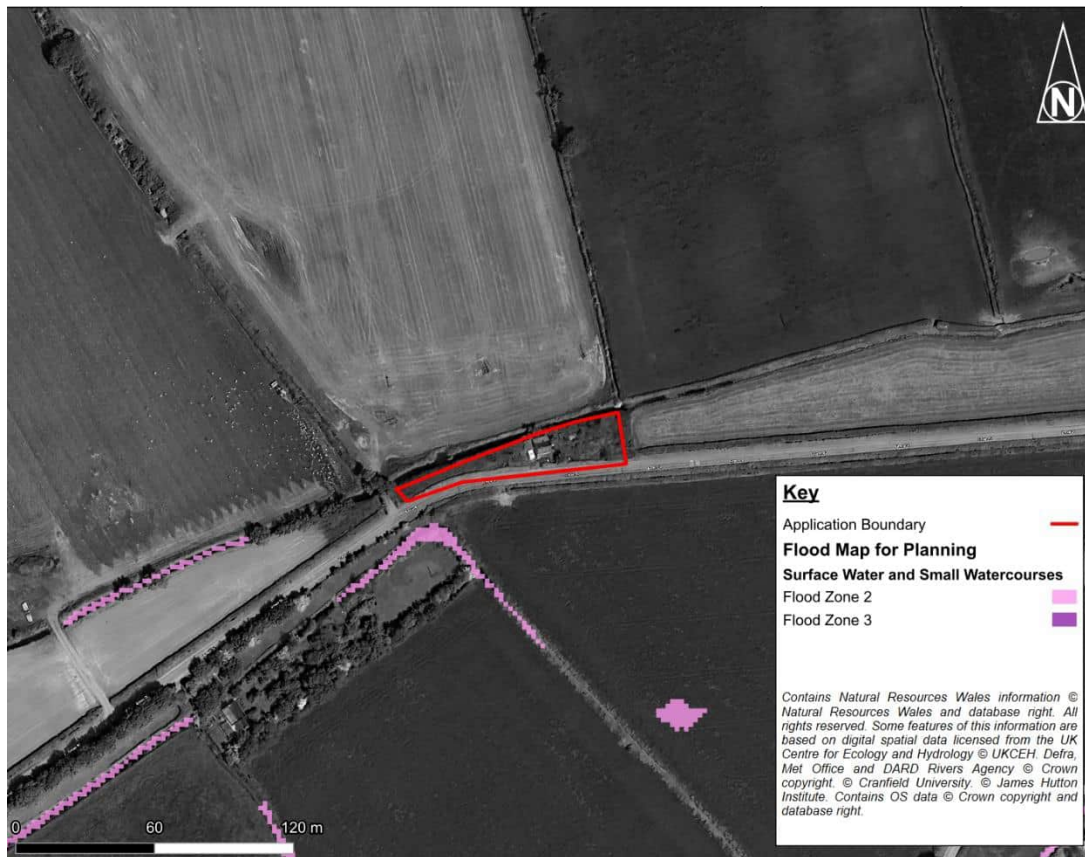 N
Key
Application Boundary
Flood Map for Planning
Surface Water and Small Watercourses
Flood Zone 2
Flood Zone 3
Contains Natural Resources Wales information ©
Natural Resources Wales and database right. All
rights reserved. Some features of this information are
based on digital spatial data licensed from the UK
Centre for Ecology and Hydrology © UKCEH. Defra,
Met Office and DARD Rivers Agency © Crown
copyright. © Cranfield University. © James Hutton
Institute. Contains OS data © Crown copyright and
database right.
0 60 120 m